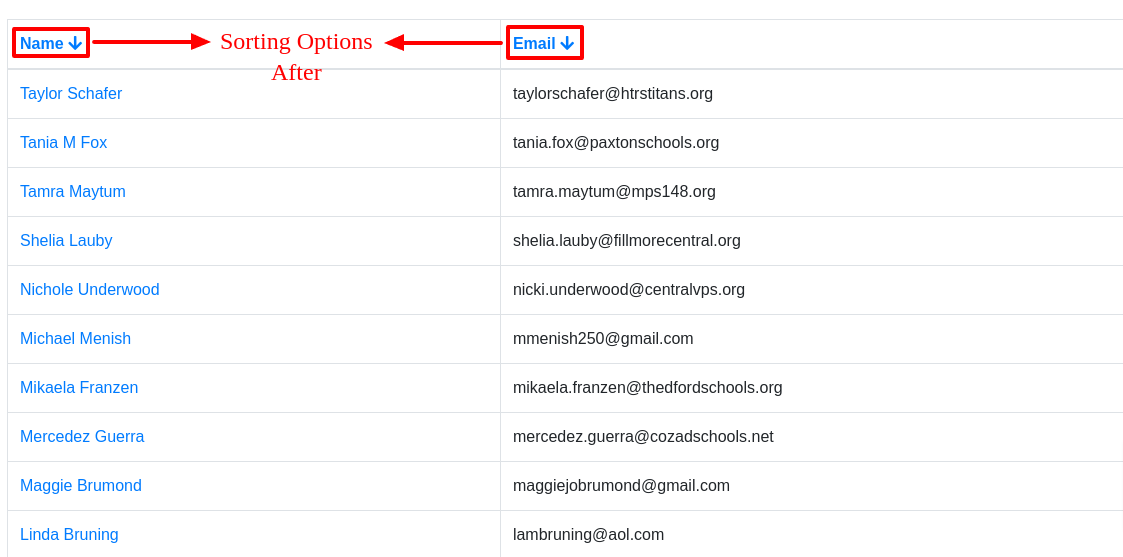 Name Sorting Options Email
After
Taylor Schafer taylorschafer@htrstitans.org
Tania M Fox tania.fox@paxtonschools.org
Tamra Maytum tamra.maytum@mps148.org
Shelia Lauby shelia.lauby@fillmorecentral.org
Nichole Underwood nicki.underwood@centralvps.org
Michael Menish mmenish250@gmail.com
Mikaela Franzen mikaela.franzen@thedfordschools.org
Mercedez Guerra mercedez.guerra@cozadschools.net
Maggie Brumond maggiejobrumond@gmail.com
Linda Bruning lambruning@aol.com